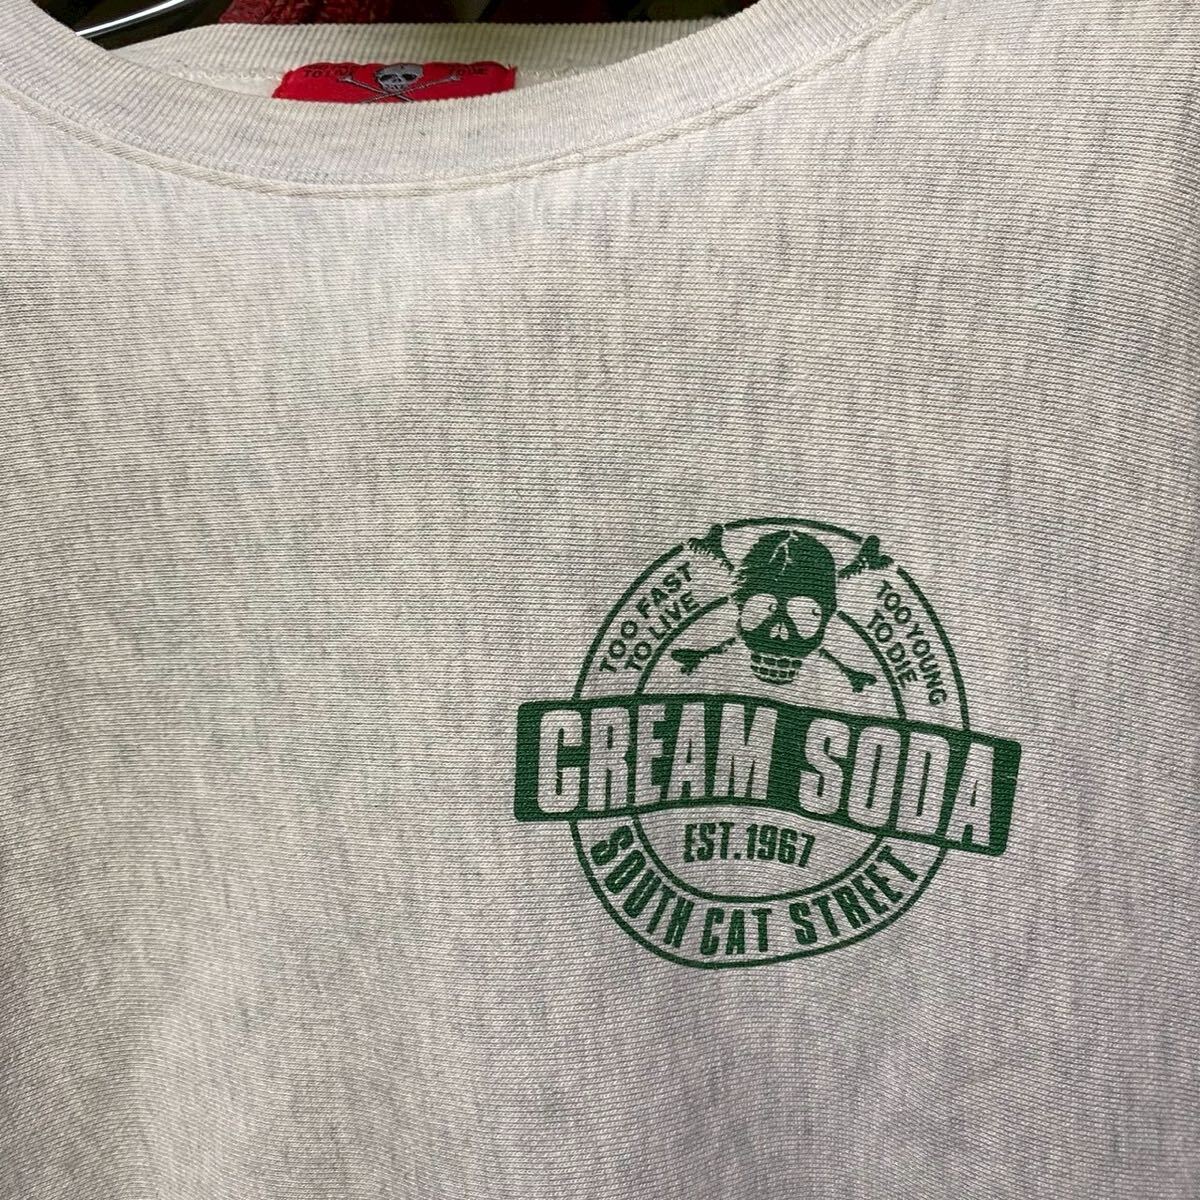 TOO FAST
TO LIVE
TOO YOUNG
TO DIE
CREAM SODA
EST.1967
SOUTH CAT STREET